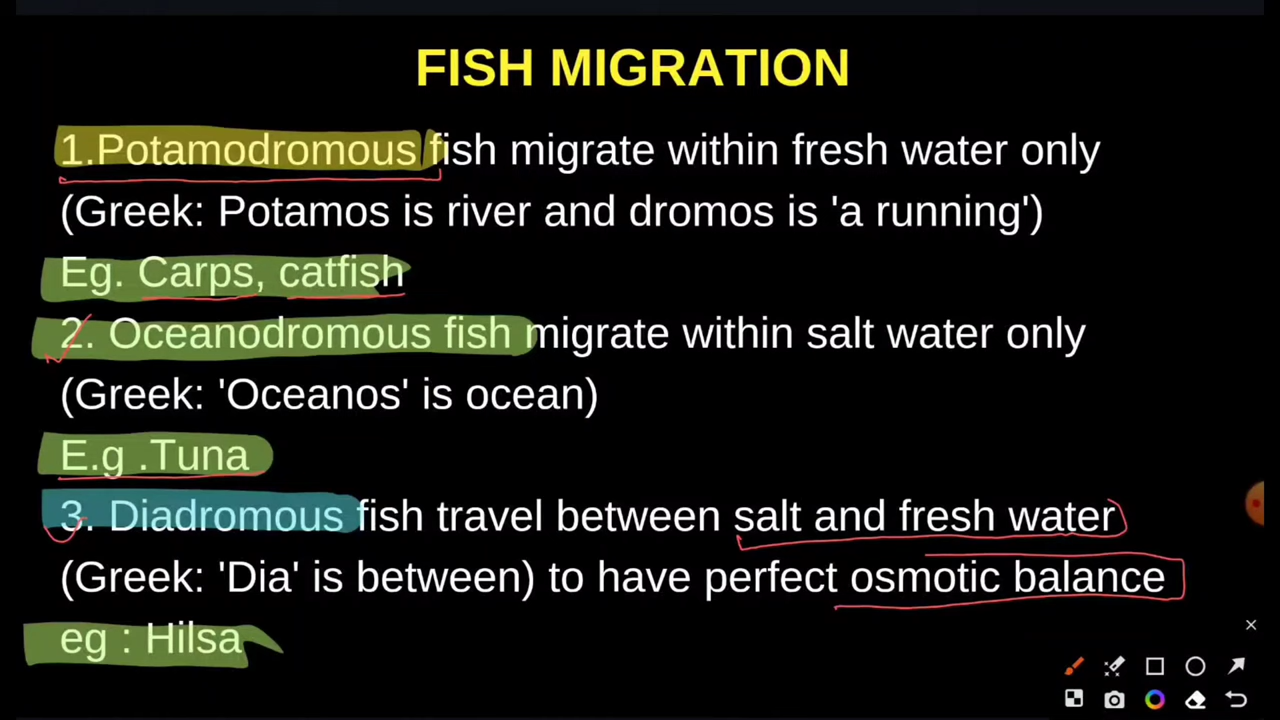 FISH MIGRATION
1.Potamodromous fish migrate within fresh water only
(Greek: Potamos is river and dromos is 'a running')
Eg. Carps, catfish
2. Oceanodromous fish migrate within salt water only
(Greek: 'Oceanos' is ocean)
E.g .Tuna
3. Diadromous fish travel between salt and fresh water
(Greek: 'Dia' is between) to have perfect osmotic balance
eg : Hilsa